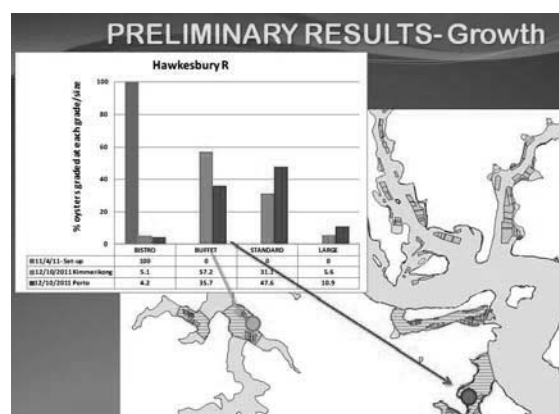 PRELIMINARY RESULTS- Growth
Hawkesbury R
% oysters graded at each grade/size
100
80
60
40
20
0
BISTRO BUFFET STANDARD LARGE
11/4/11- Set up 100 0 0 0
12/10/2011 Kimmerikong 5.1 57.2 31.2 5.6
12/10/2011 Porto 4.2 35.7 47.6 10.9